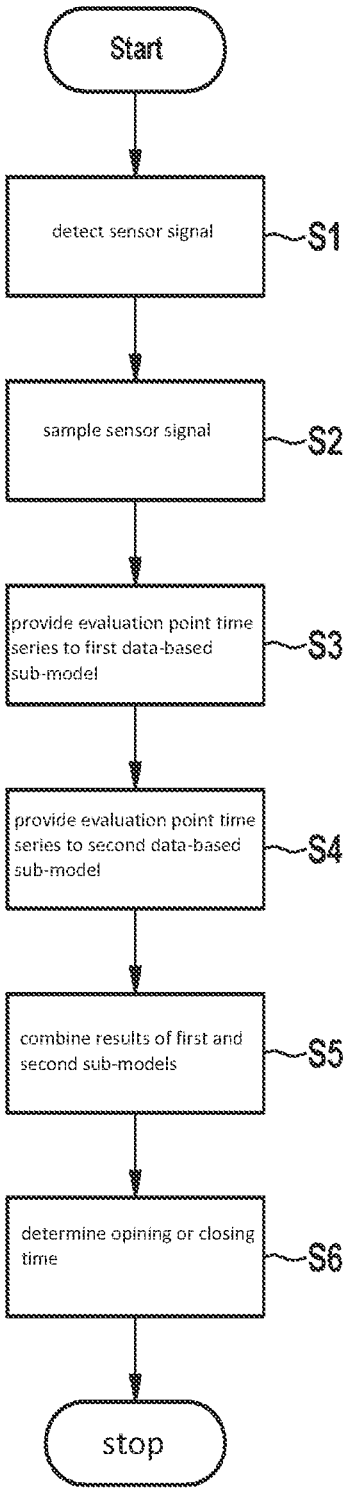 Start
detect sensor signal
S1
sample sensor signal
S2
provide evaluation point time
series to first data-based
sub-model
S3
provide evaluation point time
series to second data-based
sub-model
S4
combine results of first and
second sub-models
S5
determine opining or closing
time
S6
stop